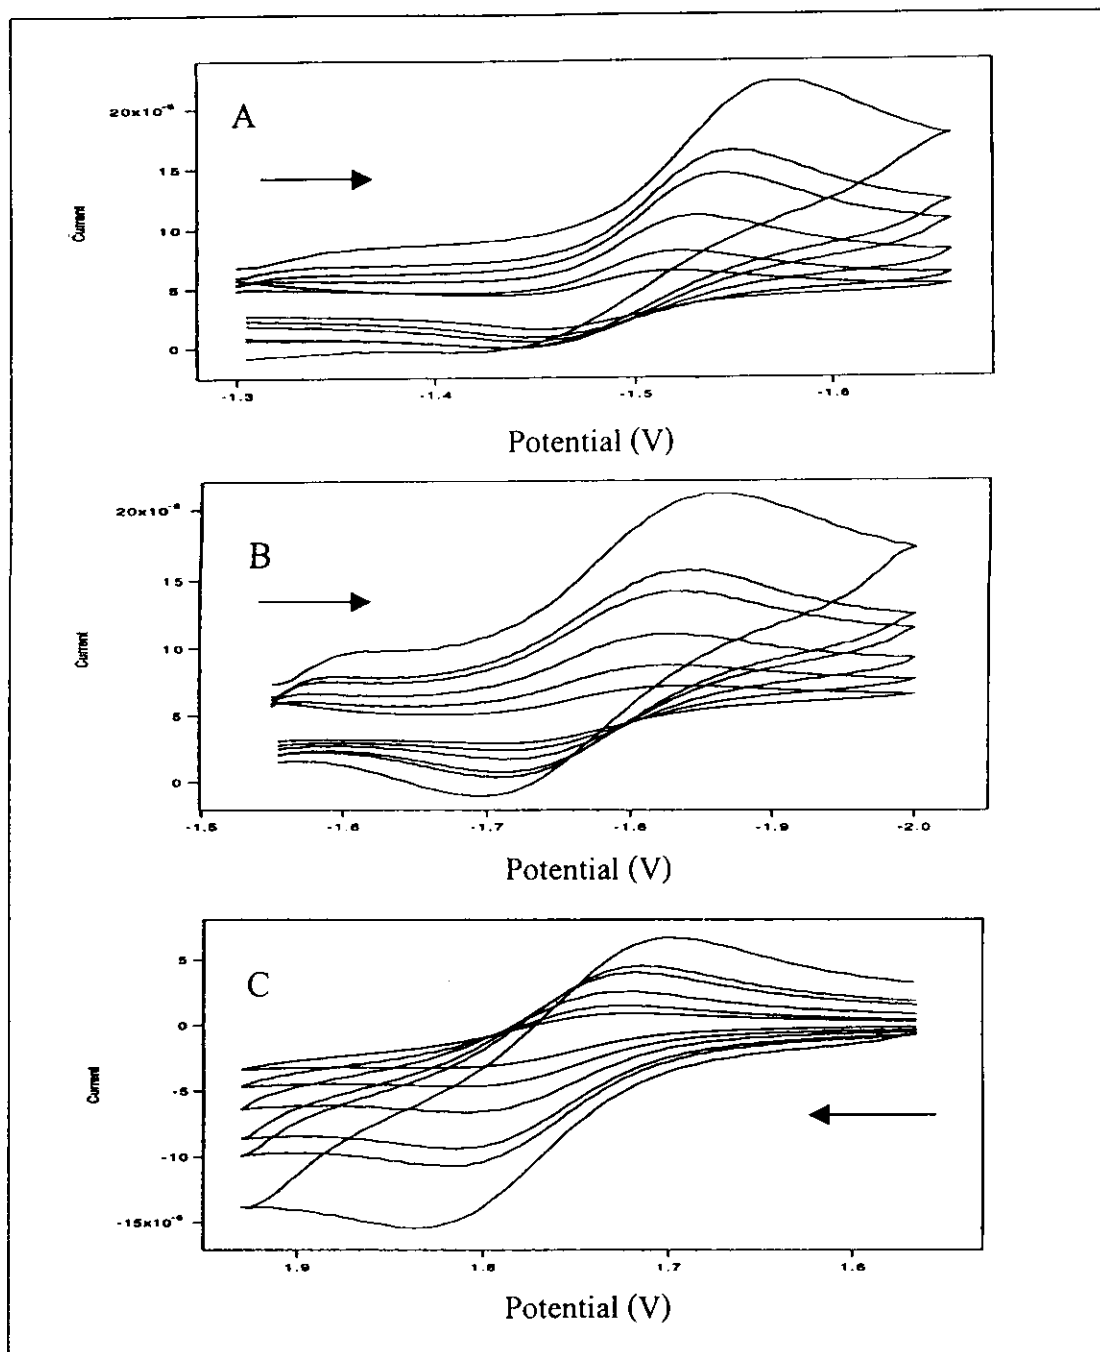 A
20x10⁻⁶
15
10
5
0
Current
-1.3 -1.4 -1.5 -1.6
Potential (V)
B
20x10⁻⁶
15
10
5
0
Current
-1.5 -1.6 -1.7 -1.8 -1.9 -2.0
Potential (V)
C
5
0
-5
-10
-15x10⁻⁶
Current
1.9 1.8 1.7 1.6
Potential (V)